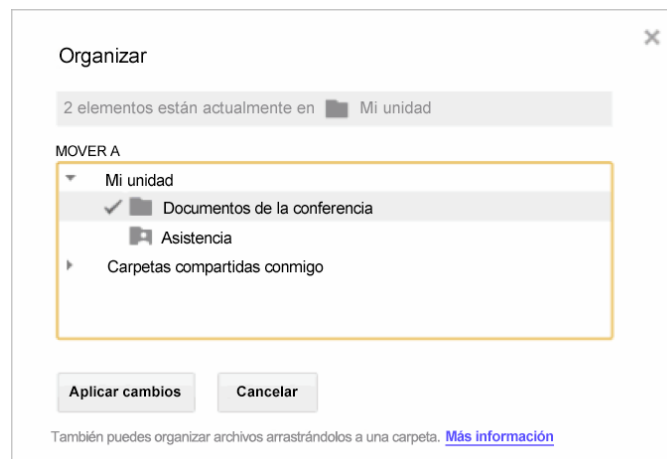 Organizar
2 elementos están actualmente en Mi unidad
MOVER A
Mi unidad
Documentos de la conferencia
Asistencia
Carpetas compartidas conmigo
Aplicar cambios Cancelar
También puedes organizar archivos arrastrándolos a una carpeta. Más información